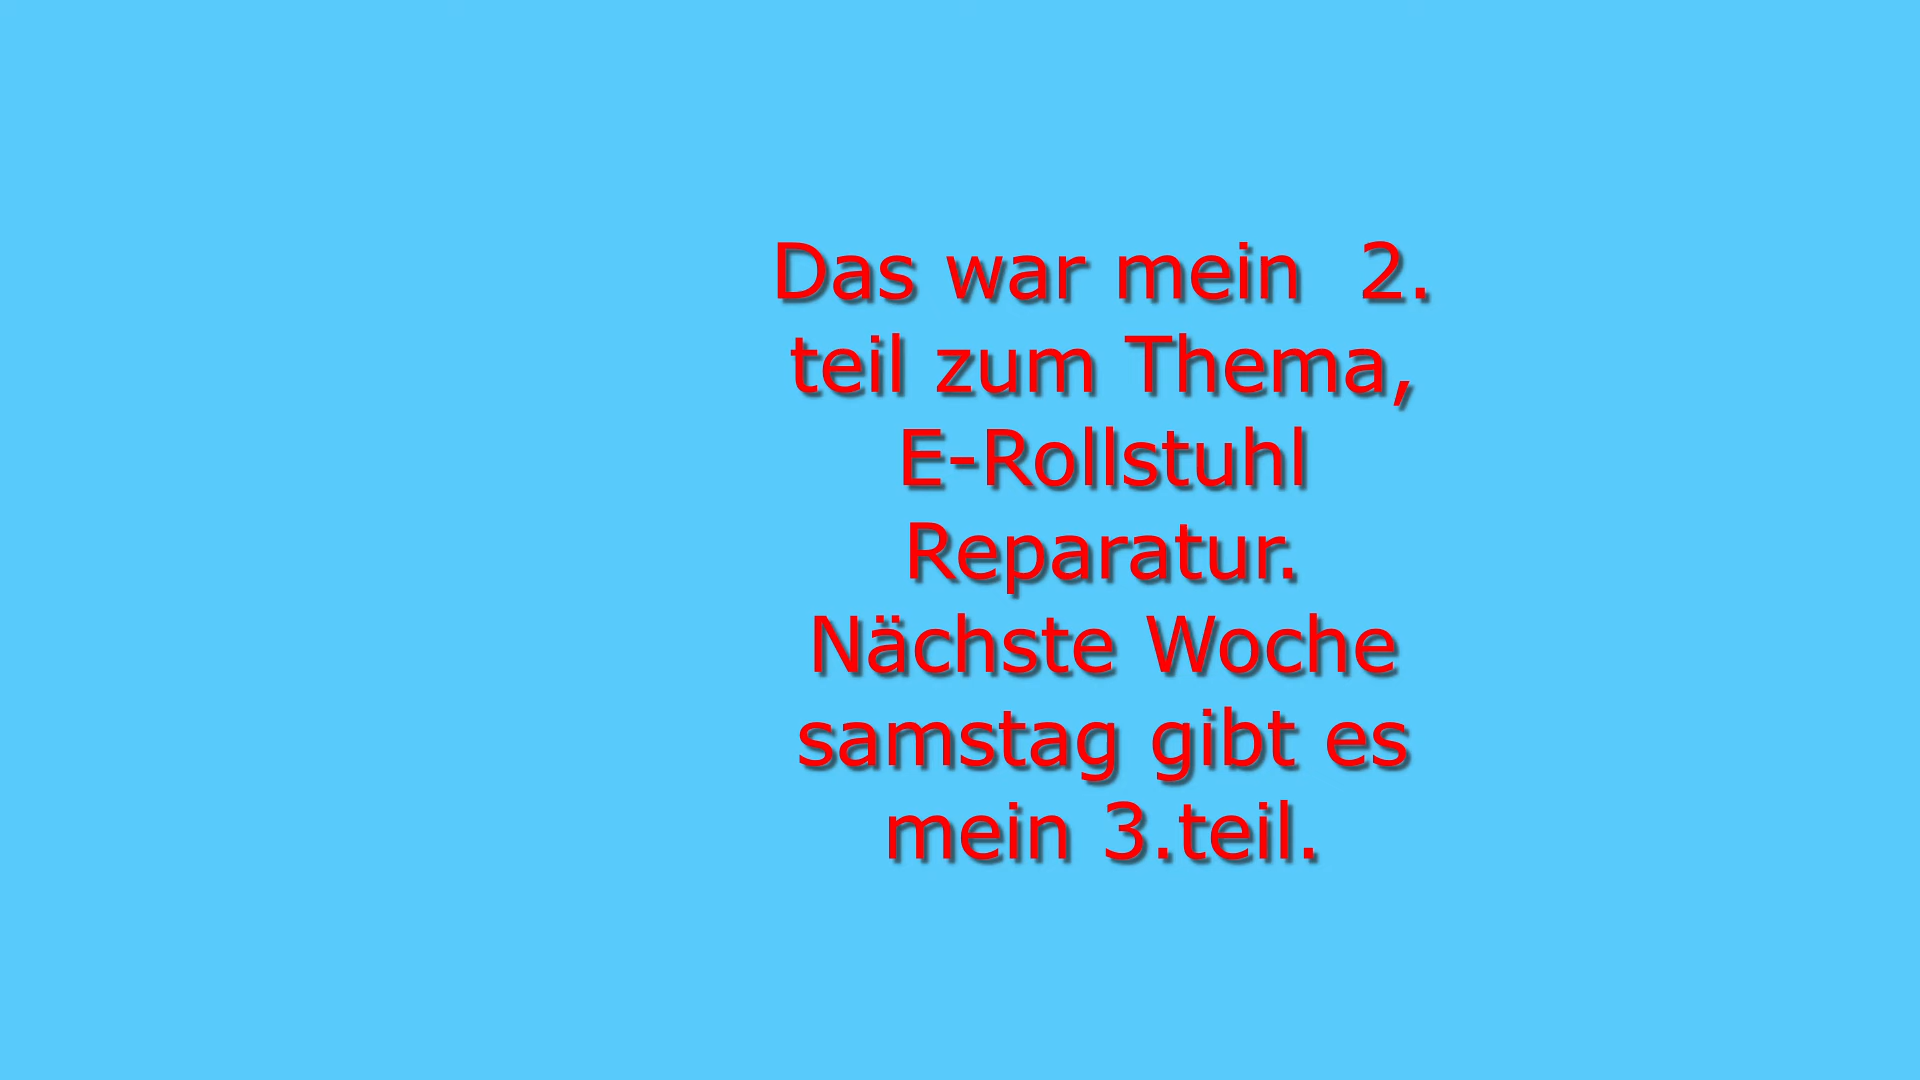 Das war mein  2.
teil zum Thema,
E-Rollstuhl
Reparatur.
Nächste Woche
samstag gibt es
mein 3.teil.